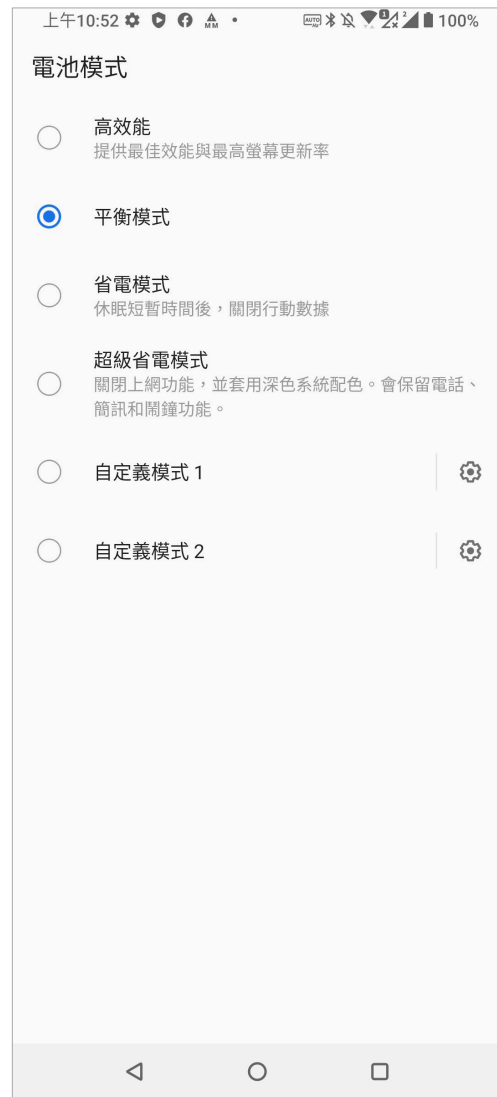 上午10:52 100%
電池模式
高效能
提供最佳效能與最高螢幕更新率
平衡模式
省電模式
休眠短暫時間後，關閉行動數據
超級省電模式
關閉上網功能，並套用深色系統配色。會保留電話、
簡訊和鬧鐘功能。
自定義模式 1
自定義模式 2